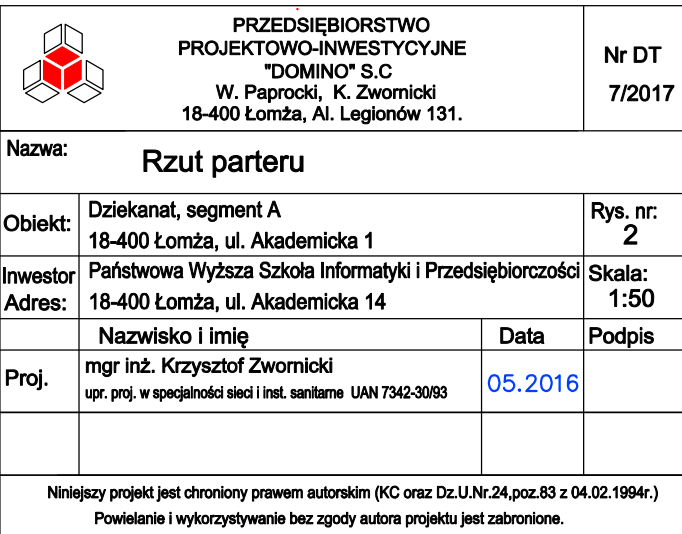 PRZEDSIĘBIORSTWO
PROJEKTOWO-INWESTYCYJNE
"DOMINO" S.C
W. Paprocki, K. Zwornicki
18-400 Łomża, Al. Legionów 131.
Nr DT
7/2017
Nazwa:
Rzut parteru
Obiekt:
Dziekanat, segment A
18-400 Łomża, ul. Akademicka 1
Rys. nr:
2
Inwestor
Adres:
Państwowa Wyższa Szkoła Informatyki i Przedsiębiorczości
18-400 Łomża, ul. Akademicka 14
Skala:
1:50
Nazwisko i imię
Data
Podpis
Proj.
mgr inż. Krzysztof Zwornicki
upr. proj. w specjalności sieci i inst. sanitarne UAN 7342-30/93
05.2016
Niniejszy projekt jest chroniony prawem autorskim (KC oraz Dz.U.Nr.24,poz.83 z 04.02.1994r.)
Powielanie i wykorzystywanie bez zgody autora projektu jest zabronione.